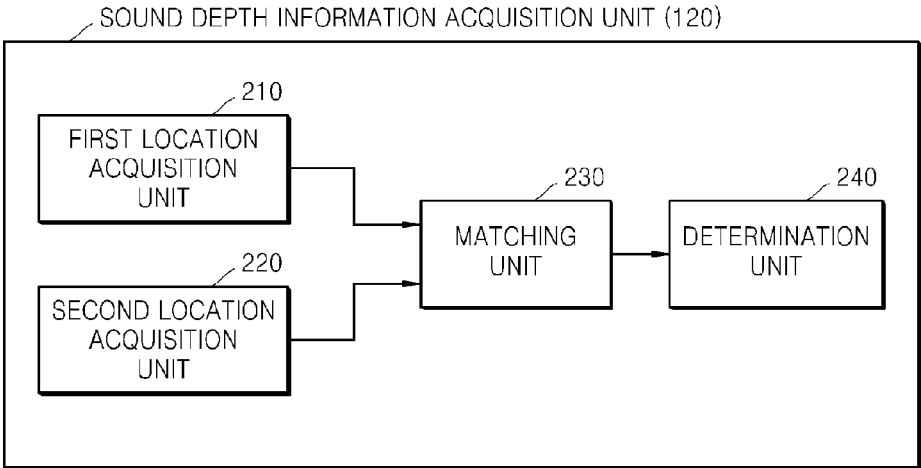 SOUND DEPTH INFORMATION ACQUISITION UNIT (120)
210
FIRST LOCATION
ACQUISITION
UNIT
220
SECOND LOCATION
ACQUISITION
UNIT
230
MATCHING
UNIT
240
DETERMINATION
UNIT